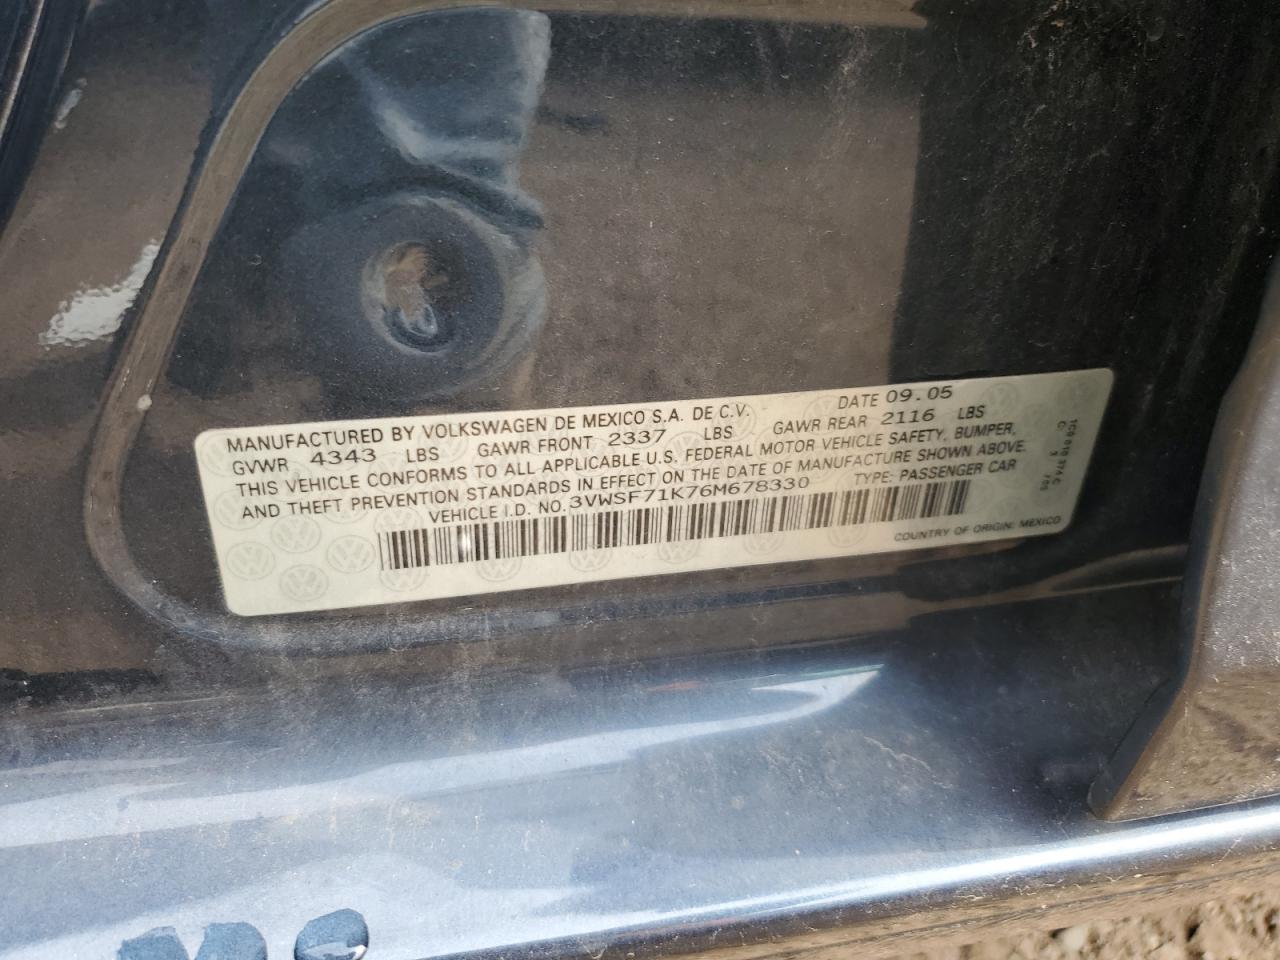 MANUFACTURED BY VOLKSWAGEN DE MEXICO S.A. DE C.V. DATE 09.05
GVWR 4343 LBS GAWR FRONT 2337 LBS GAWR REAR 2116 LBS
THIS VEHICLE CONFORMS TO ALL APPLICABLE U.S. FEDERAL MOTOR VEHICLE SAFETY, BUMPER,
AND THEFT PREVENTION STANDARDS IN EFFECT ON THE DATE OF MANUFACTURE SHOWN ABOVE.
VEHICLE I.D. NO. 3VWSF71K76M678330 TYPE: PASSENGER CAR
COUNTRY OF ORIGIN: MEXICO